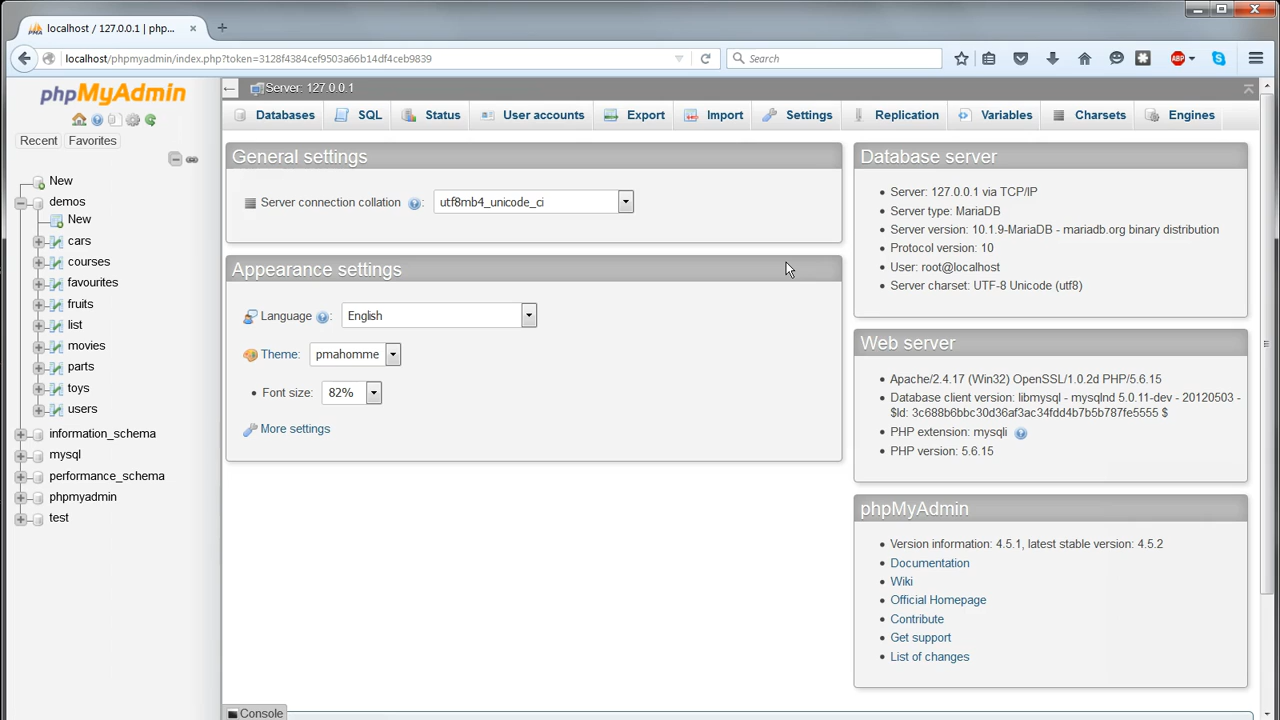 localhost / 127.0.0.1 | php...
localhost/phpmyadmin/index.php?token=3128f4384cef9503a66b14df4ceb9839
Search
ABP
phpMyAdmin
Recent
Favorites
New
demos
New
cars
courses
favourites
fruits
list
movies
parts
toys
users
information_schema
mysql
performance_schema
phpmyadmin
test
Server: 127.0.0.1
Databases
SQL
Status
User accounts
Export
Import
Settings
Replication
Variables
Charsets
Engines
General settings
Server connection collation :
utf8mb4_unicode_ci
Appearance settings
Language :
English
Theme:
pmahomme
Font size:
82%
More settings
Database server
Server: 127.0.0.1 via TCP/IP
Server type: MariaDB
Server version: 10.1.9-MariaDB - mariadb.org binary distribution
Protocol version: 10
User: root@localhost
Server charset: UTF-8 Unicode (utf8)
Web server
Apache/2.4.17 (Win32) OpenSSL/1.0.2d PHP/5.6.15
Database client version: libmysql - mysqlnd 5.0.11-dev - 20120503 -
$Id: 3c688b6bbc30d36af3ac34fdd4b7b5b787fe5555 $
PHP extension: mysqli
PHP version: 5.6.15
phpMyAdmin
Version information: 4.5.1, latest stable version: 4.5.2
Documentation
Wiki
Official Homepage
Contribute
Get support
List of changes
Console